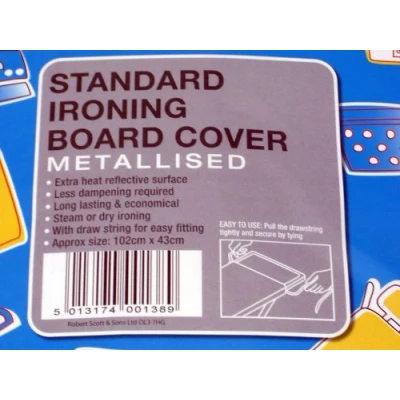 STANDARD
IRONING
BOARD COVER
METALLISED
• Extra heat reflective surface
• Less dampening required
• Long lasting & economical
• Steam or dry ironing
• With draw string for easy fitting
• Approx size: 102cm x 43cm
EASY TO USE: Pull the drawstring
tightly and secure by tying
5 013174 001389
Robert Scott & Sons Ltd OL3 7HG